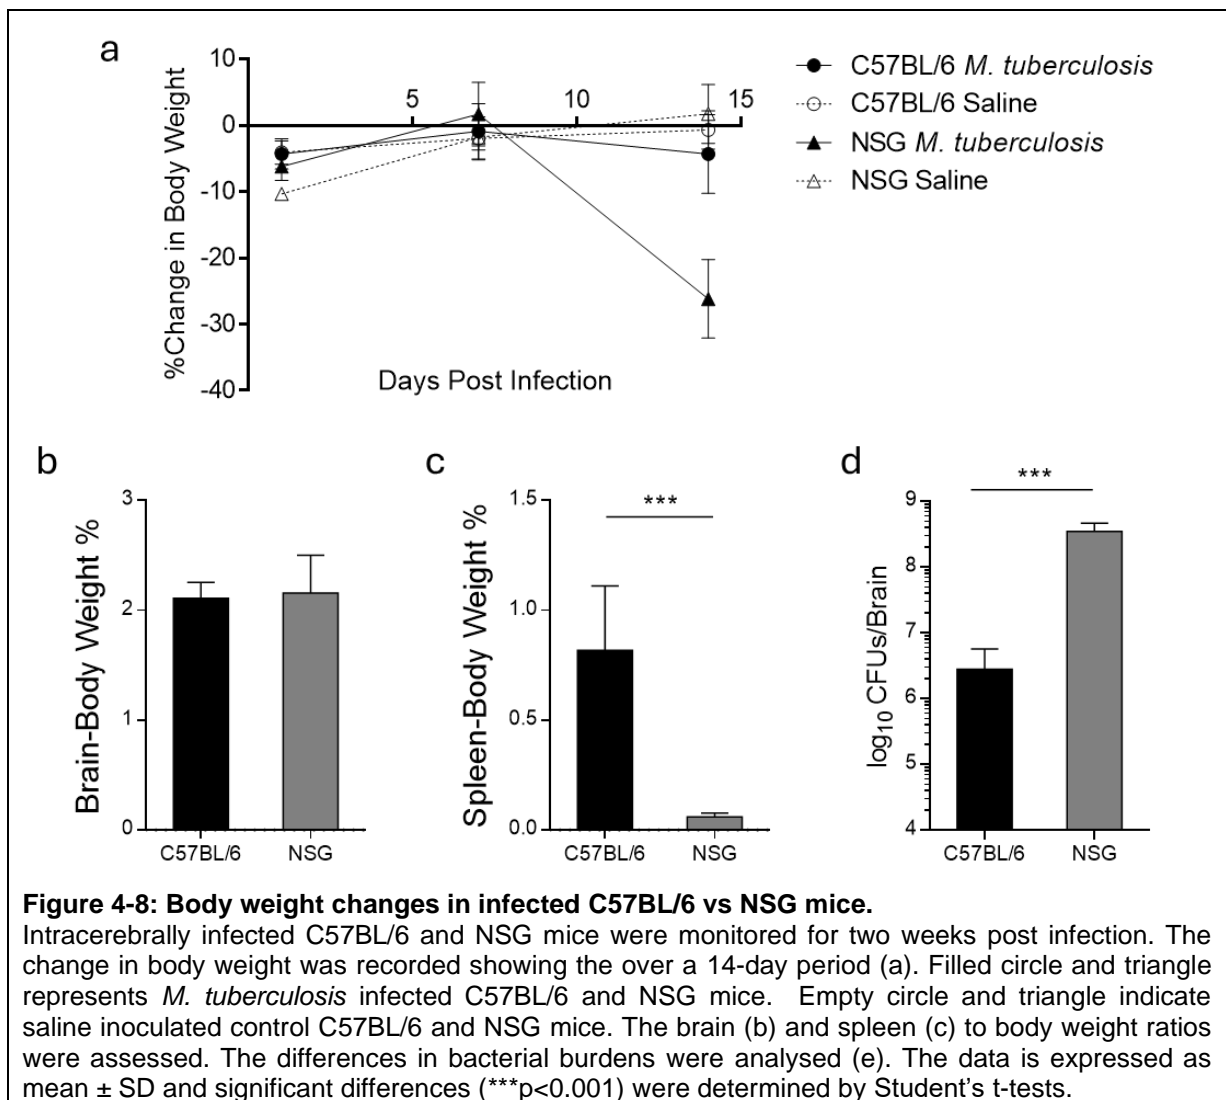 a
10
0
-10
-20
-30
-40
%Change in Body Weight
5
10
15
Days Post Infection
C57BL/6 M. tuberculosis
C57BL/6 Saline
NSG M. tuberculosis
NSG Saline
b
3
2
1
0
Brain-Body Weight %
C57BL/6
NSG
c
1.5
1.0
0.5
0.0
Spleen-Body Weight %
***
C57BL/6
NSG
d
9
8
7
6
5
4
log10 CFUs/Brain
***
C57BL/6
NSG
Figure 4-8: Body weight changes in infected C57BL/6 vs NSG mice.
Intracerebrally infected C57BL/6 and NSG mice were monitored for two weeks post infection. The
change in body weight was recorded showing the over a 14-day period (a). Filled circle and triangle
represents M. tuberculosis infected C57BL/6 and NSG mice. Empty circle and triangle indicate
saline inoculated control C57BL/6 and NSG mice. The brain (b) and spleen (c) to body weight ratios
were assessed. The differences in bacterial burdens were analysed (e). The data is expressed as
mean ± SD and significant differences (***p<0.001) were determined by Student’s t-tests.